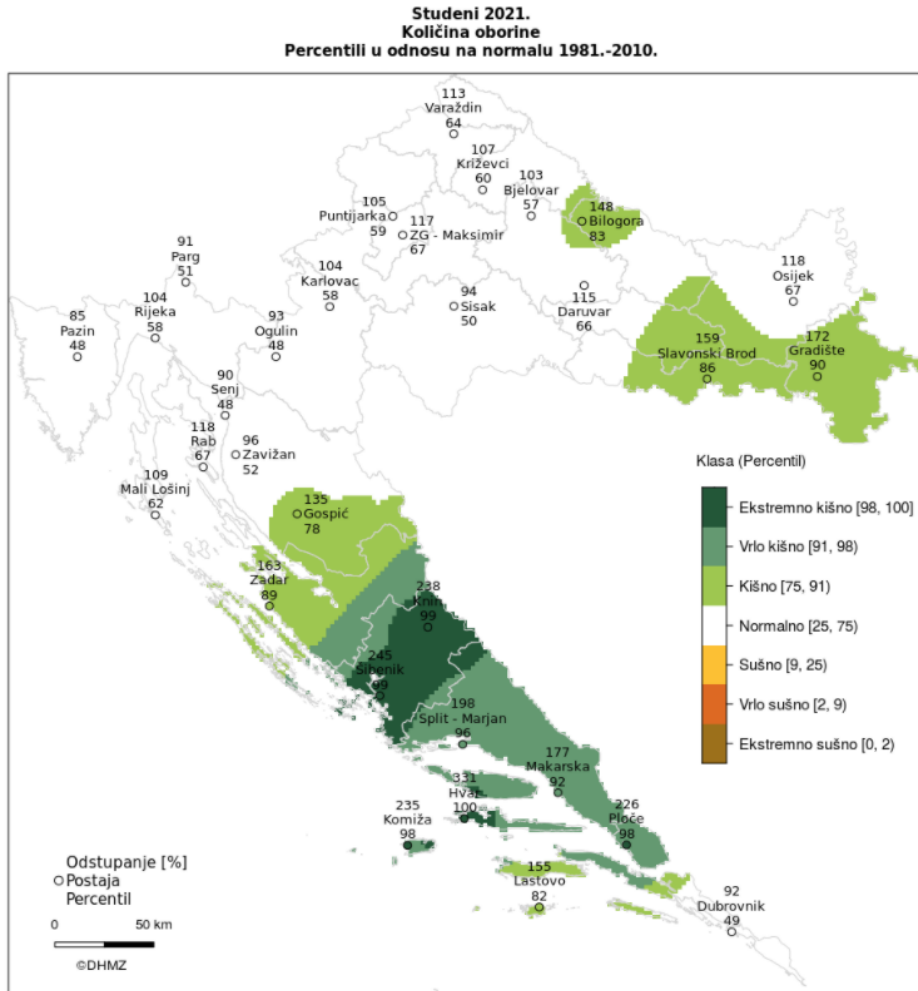 Studeni 2021.
Količina oborine
Percentili u odnosu na normalu 1981.-2010.
113
Varaždin
64
107
Križevci
60
103
Bjelovar
57
148
Bilogora
83
105
Puntijarka
59
117
ZG - Maksimir
67
91
Parg
51
104
Karlovac
58
94
Sisak
50
115
Daruvar
66
118
Osijek
67
85
Pazin
48
104
Rijeka
58
93
Ogulin
48
159
Slavonski Brod
86
172
Gradište
90
90
Senj
48
118
Rab
67
96
Zavižan
52
109
Mali Lošinj
62
135
Gospić
78
163
Zadar
89
238
Knin
99
245
Šibenik
99
198
Split - Marjan
96
177
Makarska
92
331
Hvar
100
235
Komiža
98
226
Ploče
98
155
Lastovo
82
92
Dubrovnik
49
Klasa (Percentil)
Ekstremno kišno [98, 100]
Vrlo kišno [91, 98)
Kišno [75, 91)
Normalno [25, 75)
Sušno [9, 25)
Vrlo sušno [2, 9)
Ekstremno sušno [0, 2)
Odstupanje [%]
Postaja
Percentil
0 50 km
©DHMZ